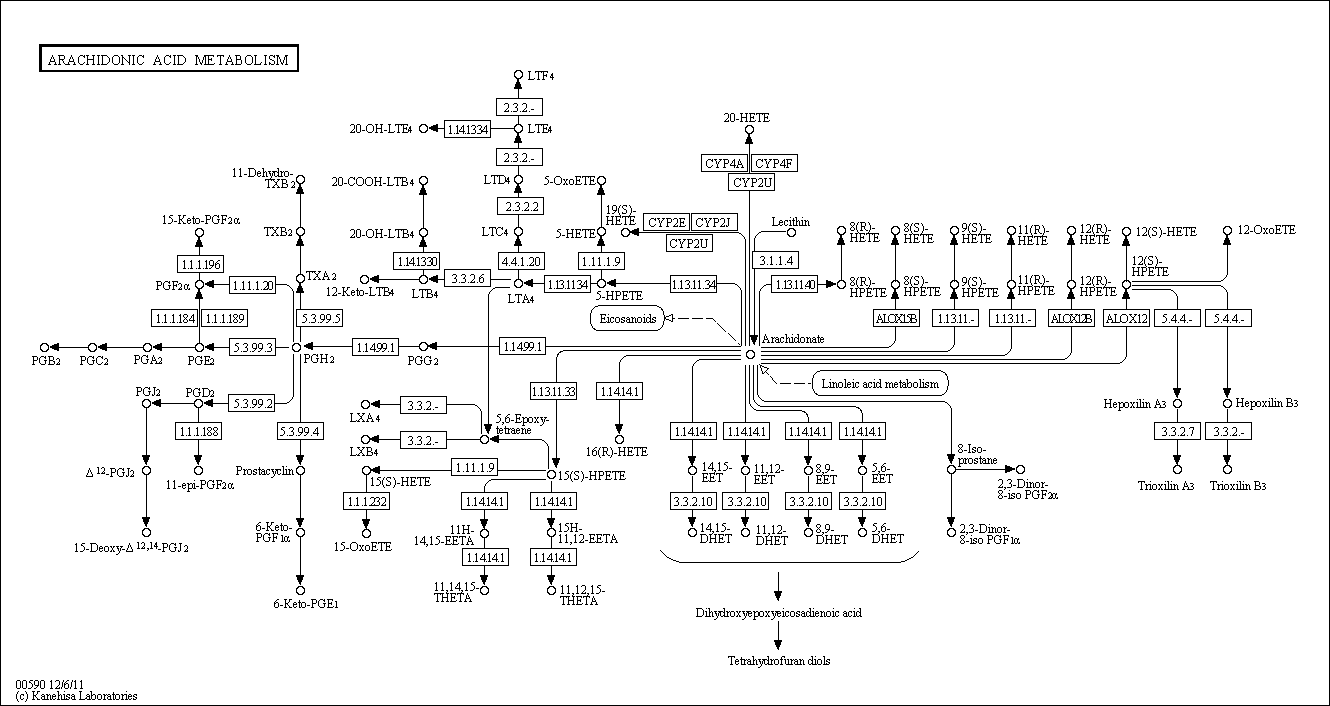 ARACHIDONIC ACID METABOLISM
LTF4
2.3.2.-
20-OH-LTE4
1.14.13.34
LTE4
20-HETE
2.3.2.-
CYP4A
CYP4F
CYP2U
11-Dehydro-
TXB2
20-COOH-LTB4
LTD4
5-OxoETE
2.3.2.2
15-Keto-PGF2α
19(S)-
HETE
CYP2E
CYP2J
CYP2U
Lecithin
TXB2
20-OH-LTB4
LTC4
5-HETE
8(R)-
HETE
8(S)-
HETE
9(S)-
HETE
11(R)-
HETE
12(R)-
HETE
12(S)-HETE
12-OxoETE
1.1.1.196
1.14.13.30
4.4.1.20
1.11.1.9
3.1.1.4
PGF2α
1.1.1.120
TXA2
12-Keto-LTB4
3.3.2.6
LTB4
LTA4
1.13.11.34
5-HPETE
1.13.11.34
1.13.11.40
8(R)-
HPETE
8(S)-
HPETE
9(S)-
HPETE
11(R)-
HPETE
12(R)-
HPETE
12(S)-
HPETE
1.1.1.184
1.1.1.189
5.3.99.5
Eicosanoids
ALOX15B
1.13.11.-
1.13.11.-
ALOX12B
ALOX12
5.4.4.-
5.4.4.-
PGB2
PGC2
PGA2
PGE2
5.3.99.3
PGH2
1.14.99.1
PGG2
1.14.99.1
Arachidonate
Linoleic acid metabolism
PGJ2
PGD2
5.3.99.2
1.13.11.33
1.14.14.1
LXA4
3.3.2.-
Hepoxilin A3
Hepoxilin B3
1.1.1.188
5.3.99.4
5,6-Epoxy-
tetraene
LXB4
3.3.2.-
16(R)-HETE
1.14.14.1
1.14.14.1
1.14.14.1
1.14.14.1
3.3.2.7
3.3.2.-
Δ12-PGJ2
11-epi-PGF2α
Prostacyclin
15(S)-HETE
1.11.1.9
15(S)-HPETE
14,15-
EET
11,12-
EET
8,9-
EET
5,6-
EET
8-Iso-
prostane
2,3-Dinor-
8-iso PGF2α
Trioxilin A3
Trioxilin B3
1.1.1.232
1.14.14.1
1.14.14.1
3.3.2.10
3.3.2.10
3.3.2.10
3.3.2.10
15-Deoxy-Δ12,14-PGJ2
6-Keto-
PGF1α
15-OxoETE
11H-
14,15-EETA
15H-
11,12-EETA
14,15-
DHET
11,12-
DHET
8,9-
DHET
5,6-
DHET
2,3-Dinor-
8-iso PGF1α
1.14.14.1
1.14.14.1
6-Keto-PGE1
11,14,15-
THETA
11,12,15-
THETA
Dihydroxyepoxyeicosadienoic acid
Tetrahydrofuran diols
00590 12/6/11
(c) Kanehisa Laboratories